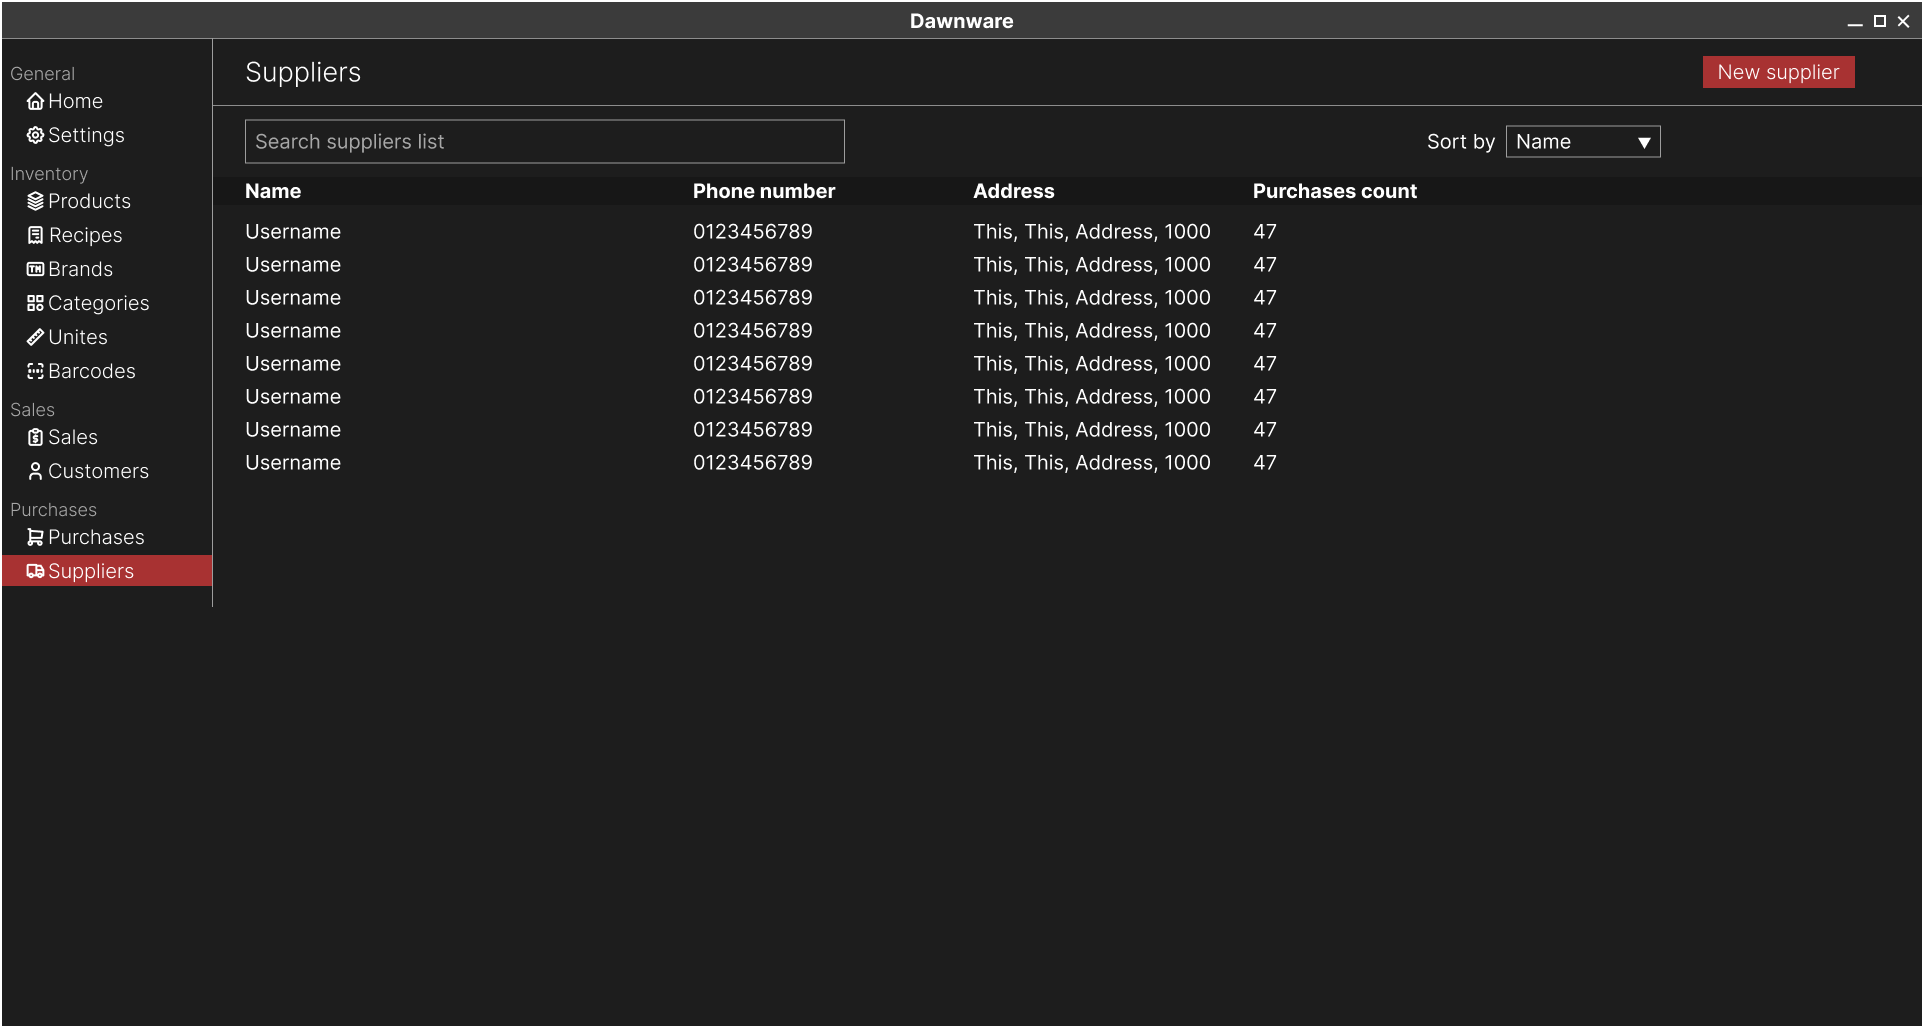 Dawnware
General
Home
Settings
Inventory
Products
Recipes
TM Brands
Categories
Unites
Barcodes
Sales
Sales
Customers
Purchases
Purchases
Suppliers
Suppliers New supplier
Search suppliers list Sort by Name
Name Phone number Address Purchases count
Username 0123456789 This, This, Address, 1000 47
Username 0123456789 This, This, Address, 1000 47
Username 0123456789 This, This, Address, 1000 47
Username 0123456789 This, This, Address, 1000 47
Username 0123456789 This, This, Address, 1000 47
Username 0123456789 This, This, Address, 1000 47
Username 0123456789 This, This, Address, 1000 47
Username 0123456789 This, This, Address, 1000 47